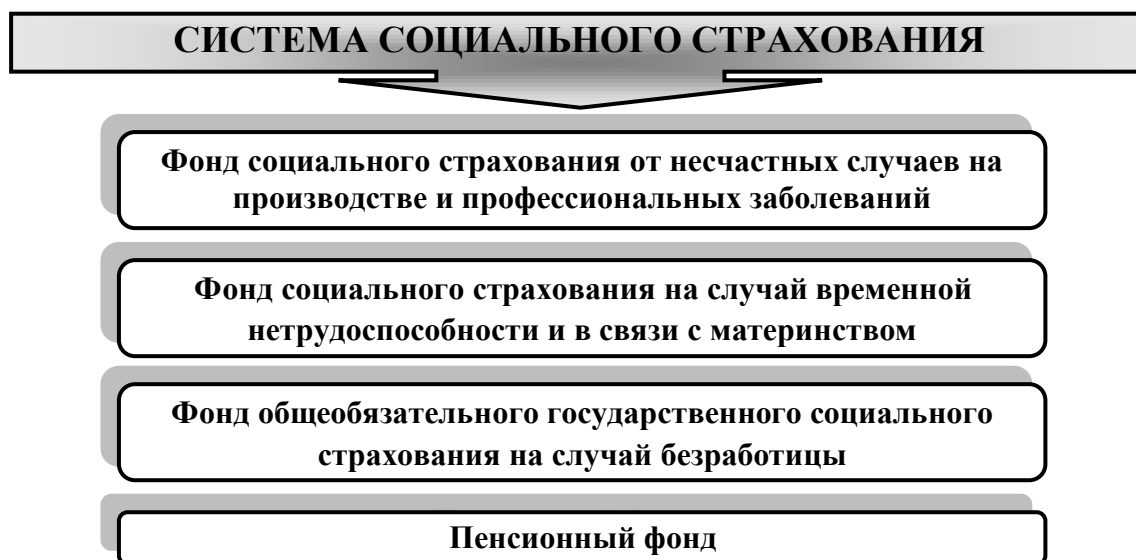 СИСТЕМА СОЦИАЛЬНОГО СТРАХОВАНИЯ
Фонд социального страхования от несчастных случаев на
производстве и профессиональных заболеваний
Фонд социального страхования на случай временной
нетрудоспособности и в связи с материнством
Фонд общеобязательного государственного социального
страхования на случай безработицы
Пенсионный фонд